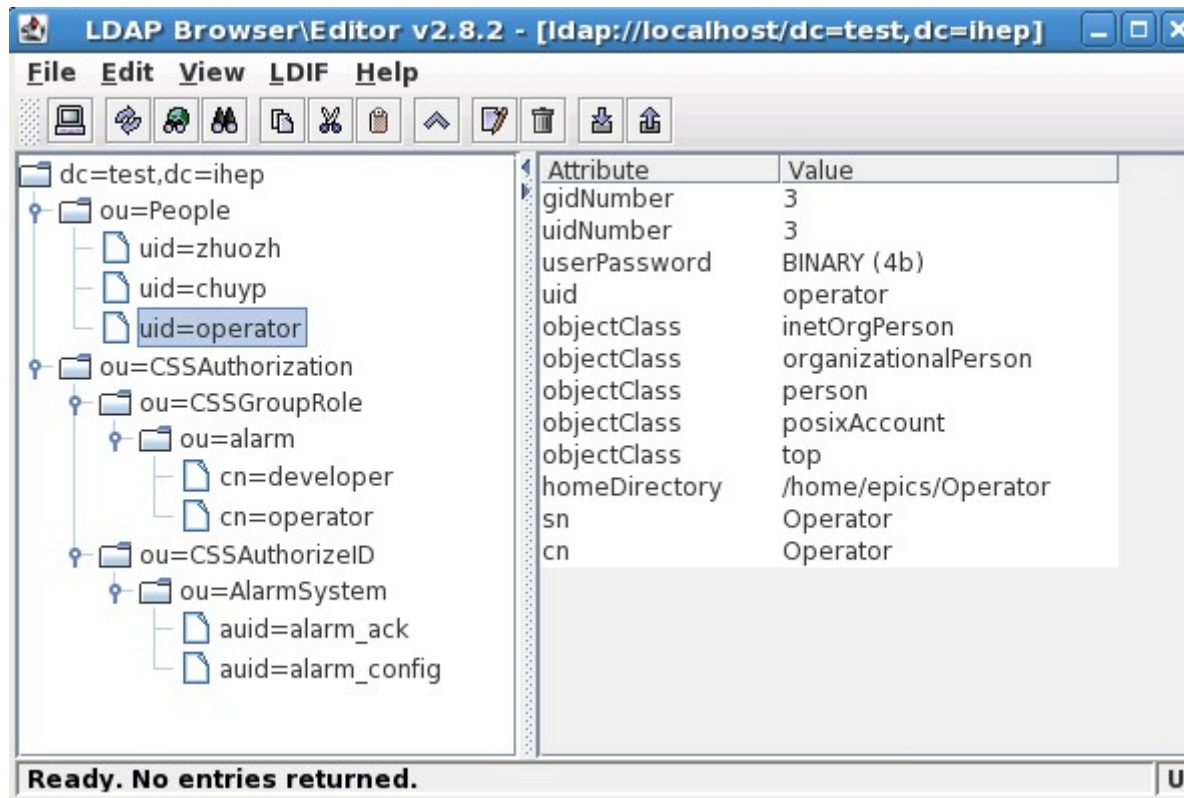 LDAP Browser\Editor v2.8.2 - [ldap://localhost/dc=test,dc=ihep]
File Edit View LDIF Help
dc=test,dc=ihep
ou=People
uid=zhuozh
uid=chuyp
uid=operator
ou=CSSAuthorization
ou=CSSGroupRole
ou=alarm
cn=developer
cn=operator
ou=CSSAuthorizeID
ou=AlarmSystem
auid=alarm_ack
auid=alarm_config
Attribute Value
gidNumber 3
uidNumber 3
userPassword BINARY (4b)
uid operator
objectClass inetOrgPerson
objectClass organizationalPerson
objectClass person
objectClass posixAccount
objectClass top
homeDirectory /home/epics/Operator
sn Operator
cn Operator
Ready. No entries returned.
U